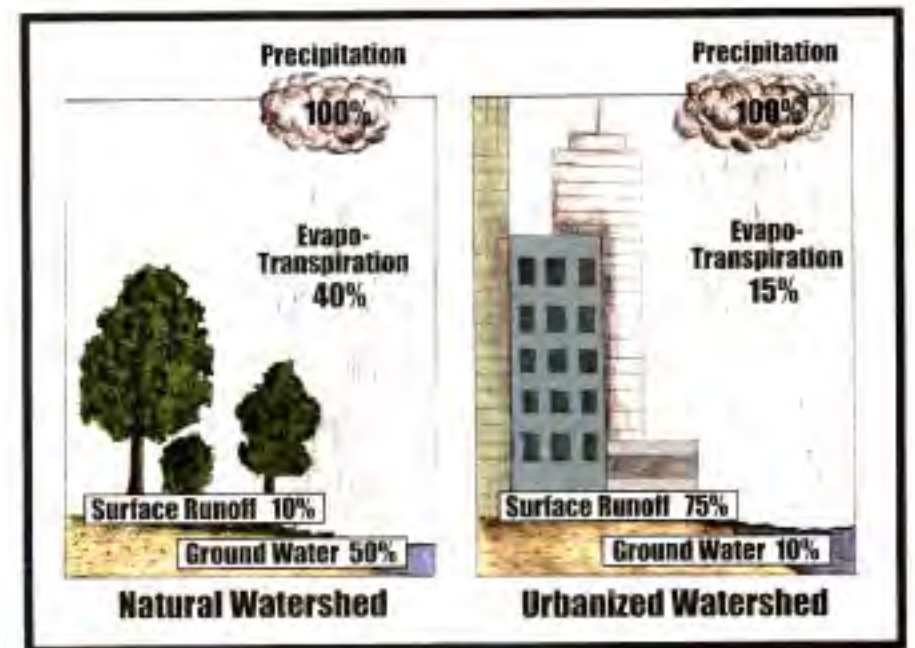 Precipitation
100%
Evapo-
Transpiration
40%
Surface Runoff 10%
Ground Water 50%
Natural Watershed
Precipitation
100%
Evapo-
Transpiration
15%
Surface Runoff 75%
Ground Water 10%
Urbanized Watershed